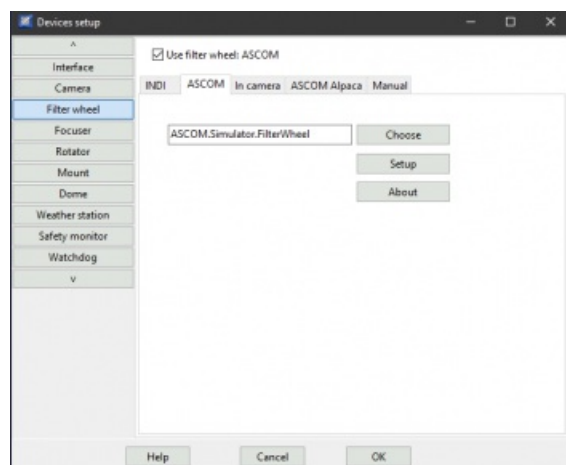 Devices setup
^
Interface
Camera
Filter wheel
Focuser
Rotator
Mount
Dome
Weather station
Safety monitor
Watchdog
v
Use filter wheel: ASCOM
INDI ASCOM In camera ASCOM Alpaca Manual
ASCOM.Simulator.FilterWheel Choose
Setup
About
Help Cancel OK